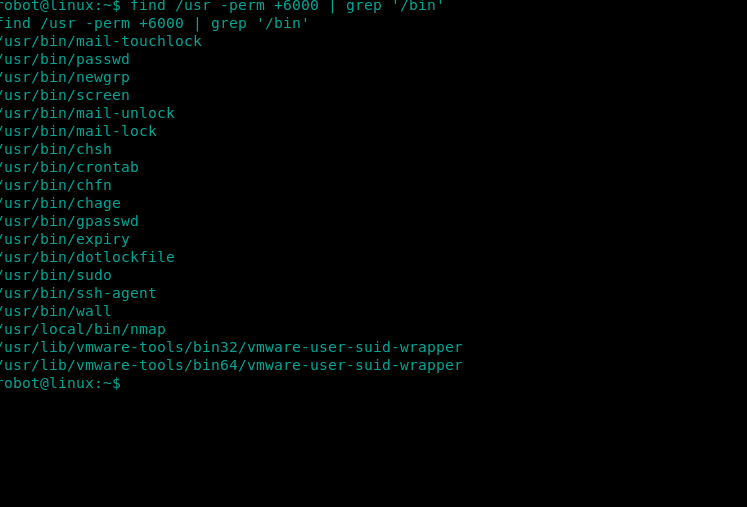 robot@linux:~$ find /usr -perm +6000 | grep '/bin'
find /usr -perm +6000 | grep '/bin'
/usr/bin/mail-touchlock
/usr/bin/passwd
/usr/bin/newgrp
/usr/bin/screen
/usr/bin/mail-unlock
/usr/bin/mail-lock
/usr/bin/chsh
/usr/bin/crontab
/usr/bin/chfn
/usr/bin/chage
/usr/bin/gpasswd
/usr/bin/expiry
/usr/bin/dotlockfile
/usr/bin/sudo
/usr/bin/ssh-agent
/usr/bin/wall
/usr/local/bin/nmap
/usr/lib/vmware-tools/bin32/vmware-user-suid-wrapper
/usr/lib/vmware-tools/bin64/vmware-user-suid-wrapper
robot@linux:~$